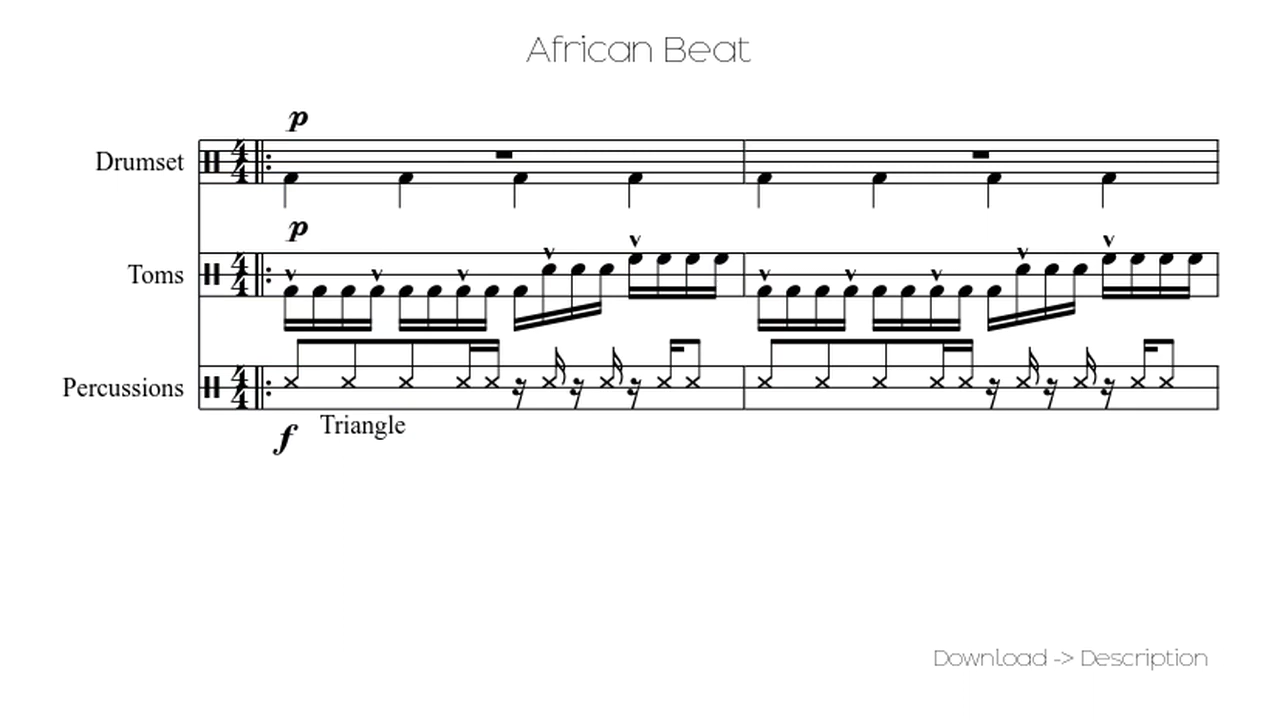 African Beat
p
Drumset
p
Toms
Percussions
f Triangle
Download -> Description